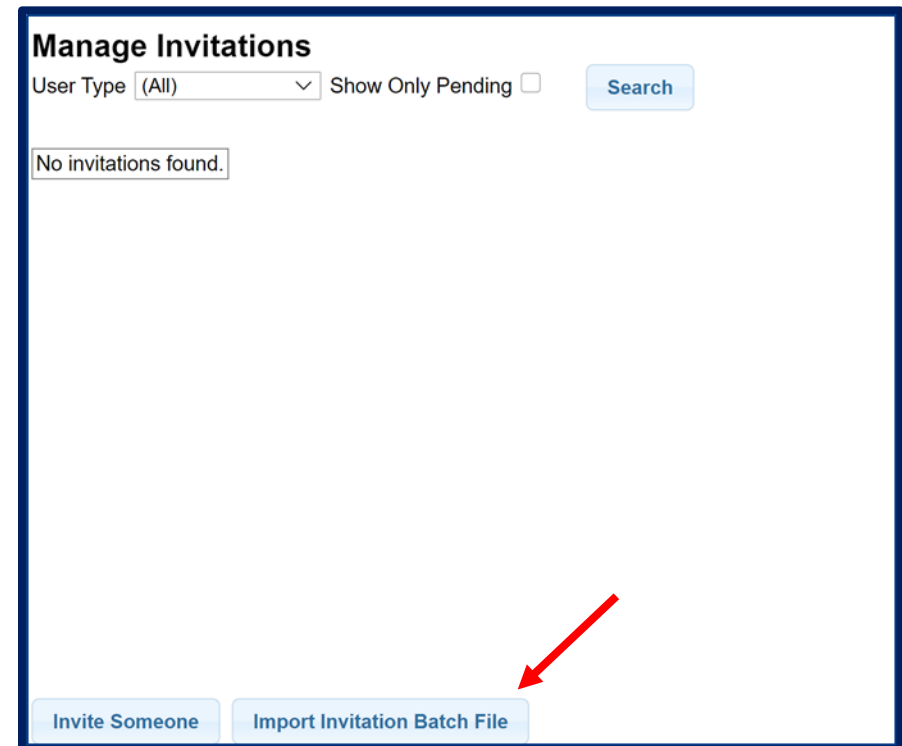 Manage Invitations
User Type (All) Show Only Pending Search
No invitations found.
Invite Someone Import Invitation Batch File